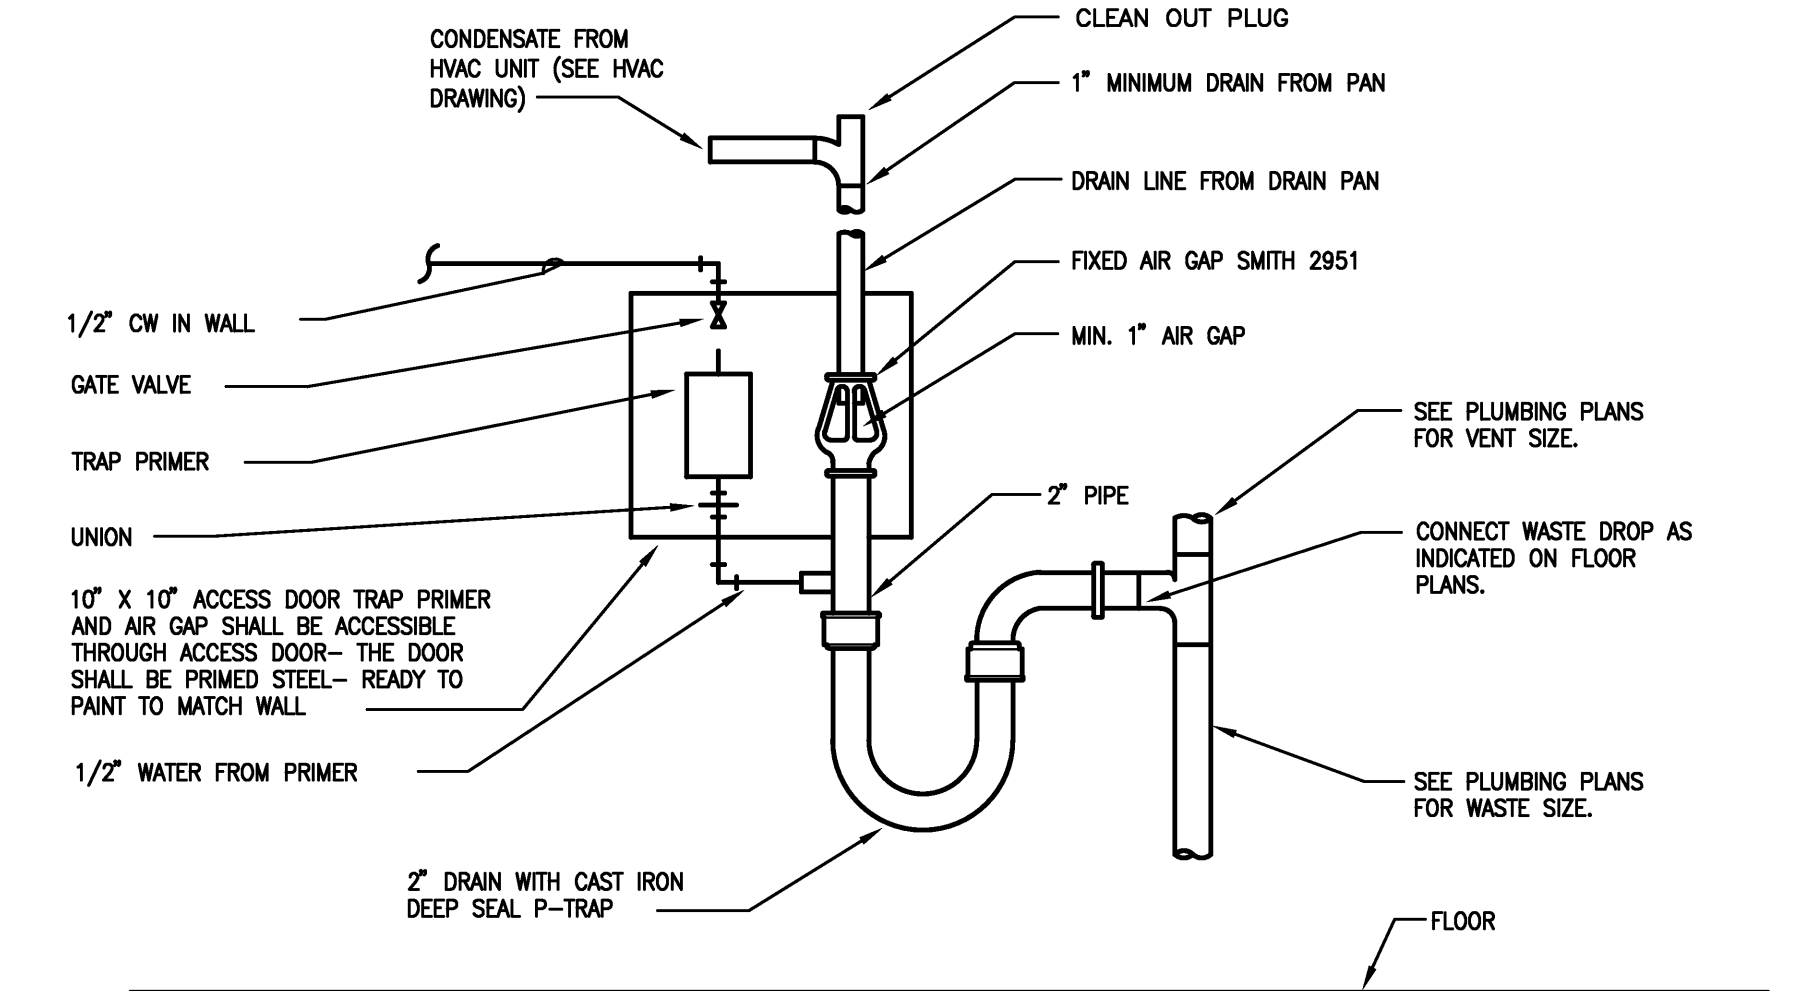 CONDENSATE FROM
HVAC UNIT (SEE HVAC
DRAWING)
CLEAN OUT PLUG
1" MINIMUM DRAIN FROM PAN
DRAIN LINE FROM DRAIN PAN
FIXED AIR GAP SMITH 2951
MIN. 1" AIR GAP
1/2" CW IN WALL
GATE VALVE
TRAP PRIMER
UNION
10" X 10" ACCESS DOOR TRAP PRIMER
AND AIR GAP SHALL BE ACCESSIBLE
THROUGH ACCESS DOOR- THE DOOR
SHALL BE PRIMED STEEL- READY TO
PAINT TO MATCH WALL
1/2" WATER FROM PRIMER
2" PIPE
SEE PLUMBING PLANS
FOR VENT SIZE.
CONNECT WASTE DROP AS
INDICATED ON FLOOR
PLANS.
SEE PLUMBING PLANS
FOR WASTE SIZE.
2" DRAIN WITH CAST IRON
DEEP SEAL P-TRAP
FLOOR